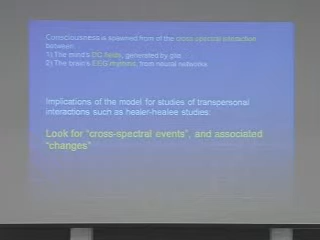 Consciousness is spawned from of the cross spectral interaction
between:
1) The mind's DC fields, generated by glia
2) The brain's EEG rhythms, from neural networks
Implications of the model for studies of transpersonal
interactions such as healer-healee studies:
Look for "cross-spectral events", and associated
"changes"